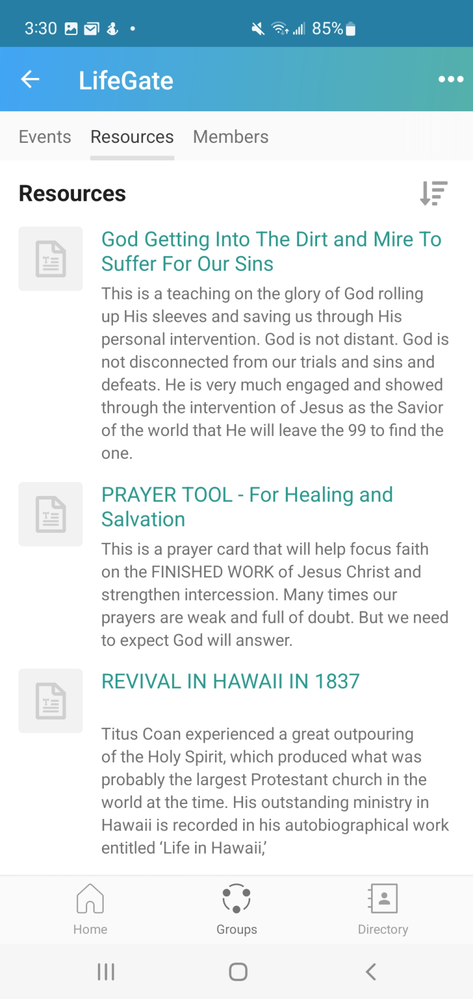 3:30
85%
LifeGate
Events Resources Members
Resources
God Getting Into The Dirt and Mire To
Suffer For Our Sins
This is a teaching on the glory of God rolling
up His sleeves and saving us through His
personal intervention. God is not distant. God is
not disconnected from our trials and sins and
defeats. He is very much engaged and showed
through the intervention of Jesus as the Savior
of the world that He will leave the 99 to find the
one.
PRAYER TOOL - For Healing and
Salvation
This is a prayer card that will help focus faith
on the FINISHED WORK of Jesus Christ and
strengthen intercession. Many times our
prayers are weak and full of doubt. But we need
to expect God will answer.
REVIVAL IN HAWAII IN 1837
Titus Coan experienced a great outpouring
of the Holy Spirit, which produced what was
probably the largest Protestant church in the
world at the time. His outstanding ministry in
Hawaii is recorded in his autobiographical work
entitled ‘Life in Hawaii,’
Home Groups Directory